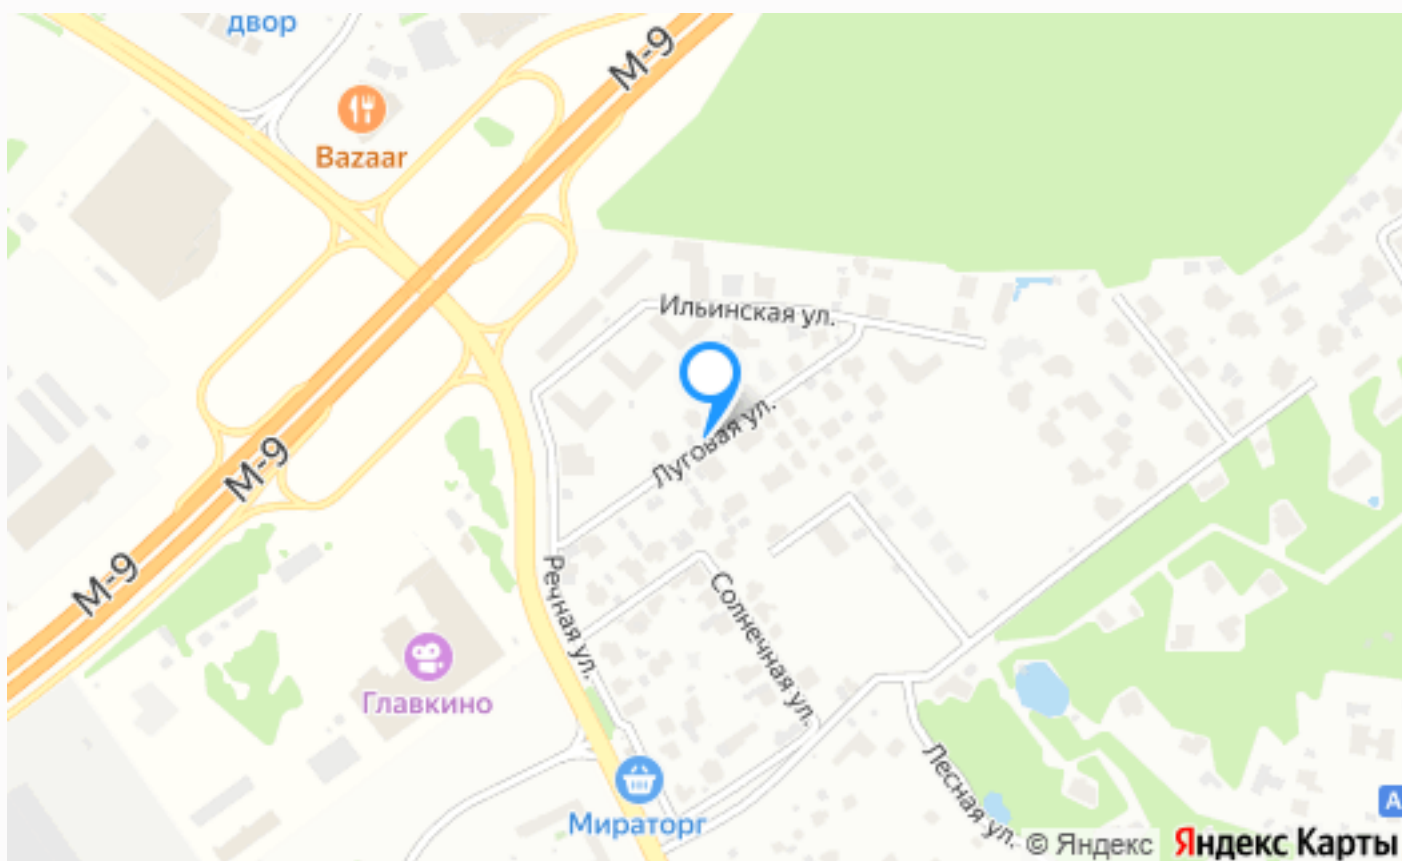 двор
М-9
Bazaar
Ильинская ул.
Луговая ул.
М-9
М-9
Речная ул.
Солнечная ул.
Главкино
Лесная ул.
Мираторг
А
© Яндекс Яндекс Карты